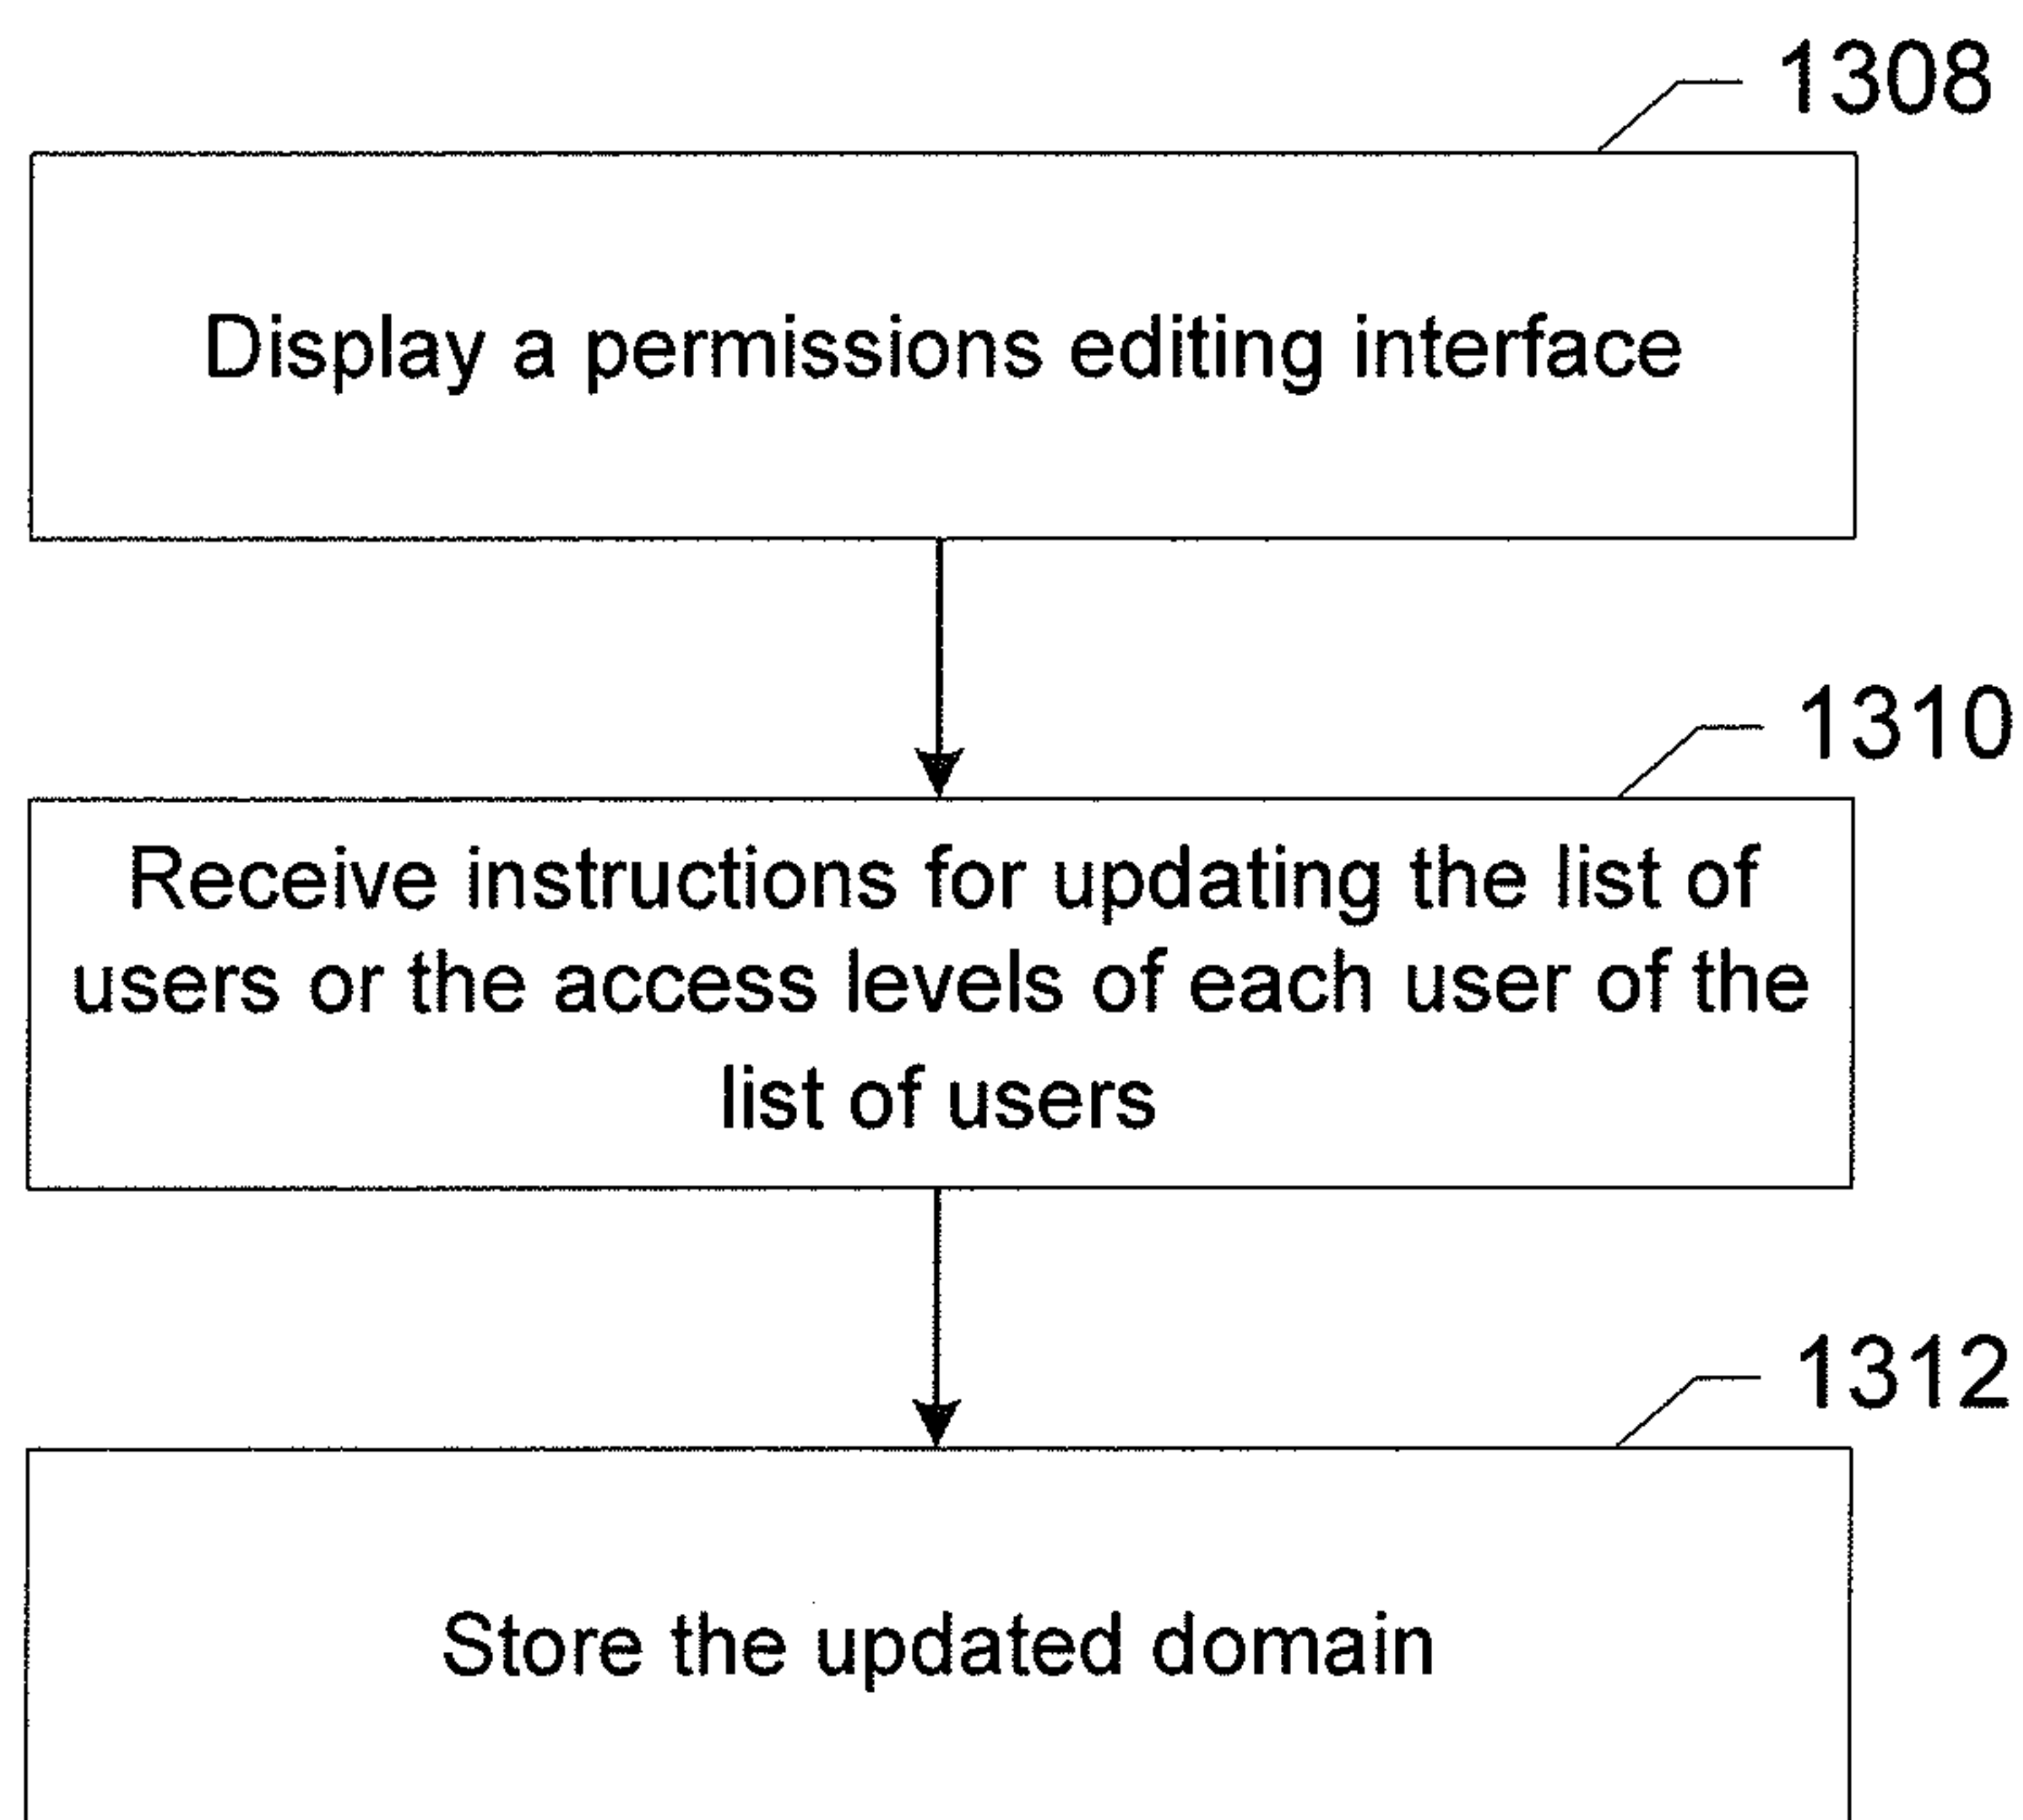 1308
Display a permissions editing interface
1310
Receive instructions for updating the list of
users or the access levels of each user of the
list of users
1312
Store the updated domain